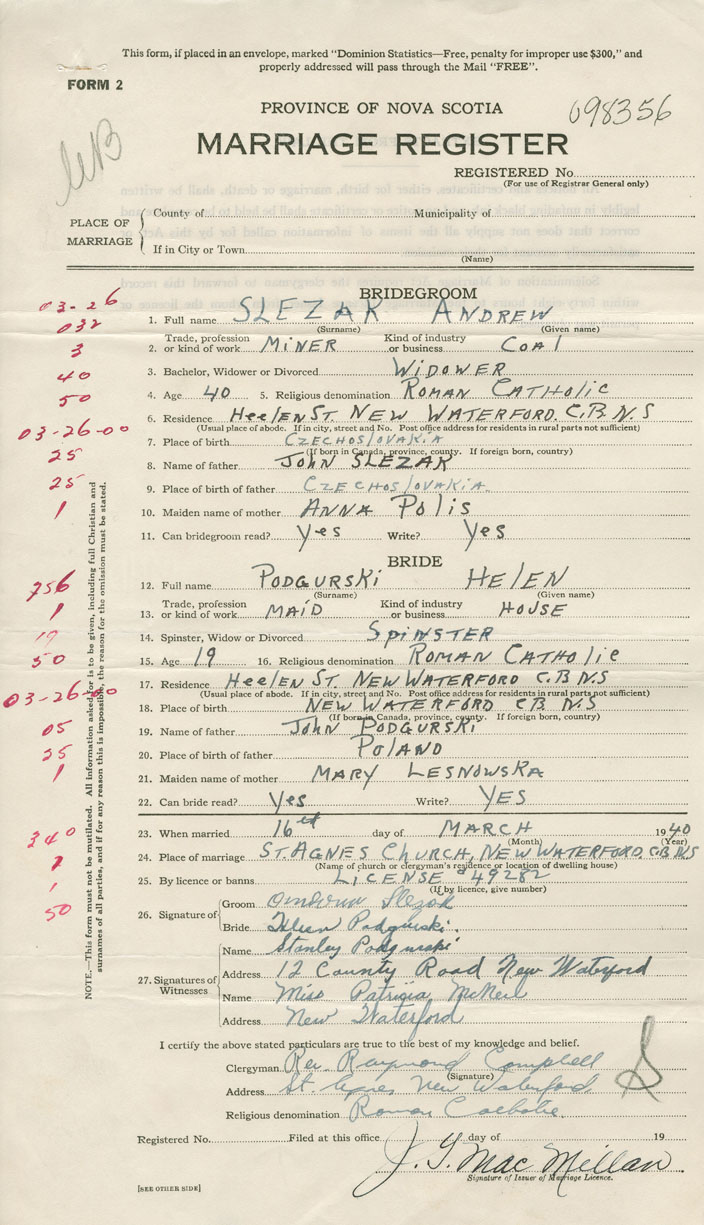 This form, if placed in an envelope, marked "Dominion Statistics—Free, penalty for improper use $300," and
properly addressed will pass through the Mail "FREE".
FORM 2
PROVINCE OF NOVA SCOTIA
098356
MARRIAGE REGISTER
REGISTERED No.
(For use of Registrar General only)
PLACE OF MARRIAGE
County of Municipality of
If in City or Town
(Name)
BRIDEGROOM
03-26
1. Full name SLEZAK ANDREW
(Surname) (Given name)
032
2. Trade, profession or kind of work MINER Kind of industry or business COAl
3
3. Bachelor, Widower or Divorced WiDOWER
40
4. Age 40 5. Religious denomination ROMAN CATHOliC
50
6. Residence HeelEN ST. NEW WATERFORD. C.B. N.S
(Usual place of abode. If in city, street and No. Post office address for residents in rural parts not sufficient)
03-26-00
7. Place of birth CZECHOSlOVAKiA
(If born in Canada, province, county. If foreign born, country)
25
8. Name of father JOHN SLEZAK
25
9. Place of birth of father CZECHOSlOVAKiA.
1
10. Maiden name of mother ANNA POlis
11. Can bridegroom read? Yes Write? Yes
BRIDE
756
12. Full name PODGURSKi HELEN
(Surname) (Given name)
1
13. Trade, profession or kind of work MAiD Kind of industry or business HOUSE
19
14. Spinster, Widow or Divorced SpiNSTER
50
15. Age 19 16. Religious denomination ROMAN CATHOlic
17. Residence HeelEN ST. NEW WATERFORD C.B.N.S
(Usual place of abode. If in city, street and No. Post office address for residents in rural parts not sufficient)
03-26-00
18. Place of birth NEW WATERFORD C.B. N.S
(If born in Canada, province, county. If foreign born, country)
05
19. Name of father JOHN PODGURSKi
25
20. Place of birth of father POlAND
1
21. Maiden name of mother MARY LESNOWSKA
22. Can bride read? Yes Write? YES
340
23. When married 16 day of MARCH 1940
(Month) (Year)
1
24. Place of marriage ST. AGNES CHURCH, NEW WATERFORD. C.B. N.S
(Name of church or clergyman's residence or location of dwelling house)
1
25. By licence or banns LICENSE # 49282
(If by licence, give number)
50
26. Signature of
Groom Slezak
Bride Helen Podgurski.
27. Signatures of Witnesses
Name Stanley Podgurski
Address 12 County Road New Waterford
Name Miss Patricia McNeil
Address New Waterford
I certify the above stated particulars are true to the best of my knowledge and belief.
Clergyman Rev. Raymond Campbell
(Signature)
Address St. Agnes New Waterford
Religious denomination Roman Catholic.
Registered No. Filed at this office day of 19
J. G. MacMillan
Signature of Issuer of Marriage Licence.
[SEE OTHER SIDE]
NOTE.—This form must not be mutilated. All information asked for is to be given, including full Christian and
surnames of all parties, and if for any reason this is impossible, the reason for the omission must be stated.